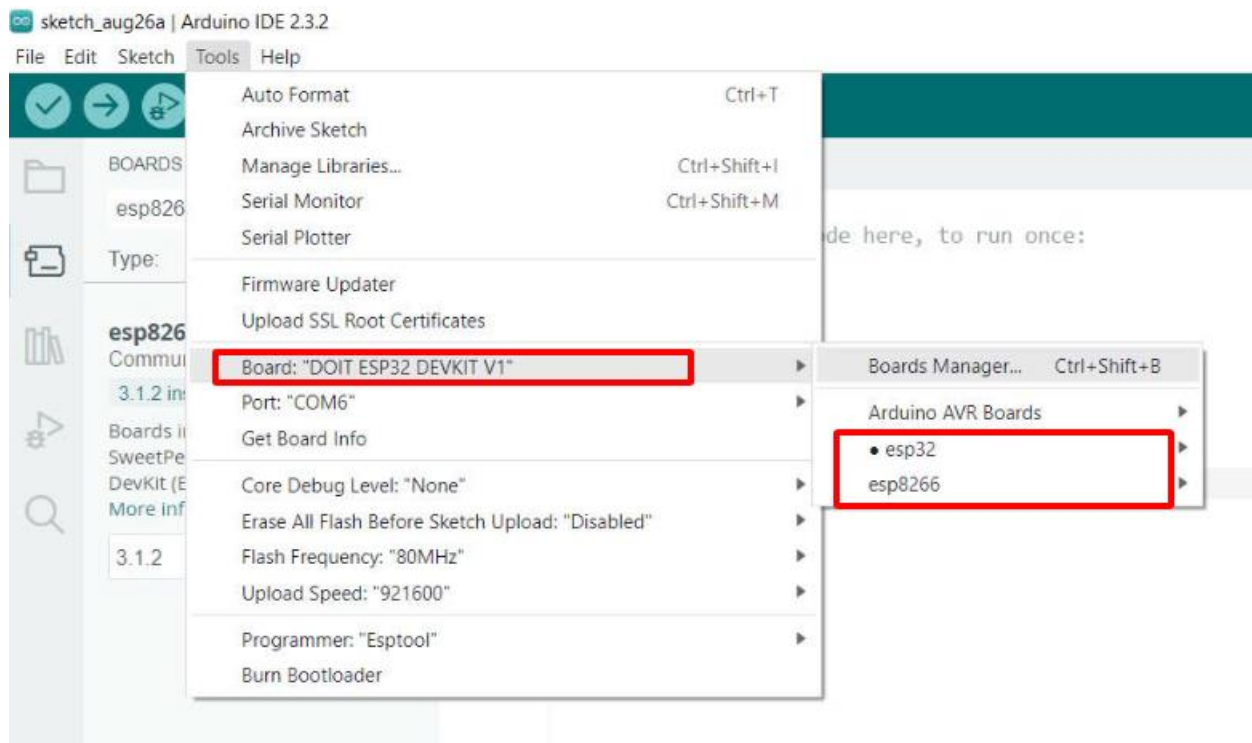 sketch_aug26a | Arduino IDE 2.3.2
File Edit Sketch Tools Help
Auto Format Ctrl+T
Archive Sketch
BOARDS
Manage Libraries... Ctrl+Shift+I
esp826
Serial Monitor Ctrl+Shift+M
Serial Plotter
de here, to run once:
Type:
Firmware Updater
Upload SSL Root Certificates
esp826
Commu
Board: "DOIT ESP32 DEVKIT V1"
Boards Manager... Ctrl+Shift+B
3.1.2 in
Port: "COM6"
Arduino AVR Boards
Boards i
Get Board Info
• esp32
SweetPe
DevKit (E
Core Debug Level: "None"
esp8266
More inf
Erase All Flash Before Sketch Upload: "Disabled"
3.1.2
Flash Frequency: "80MHz"
Upload Speed: "921600"
Programmer: "Esptool"
Burn Bootloader